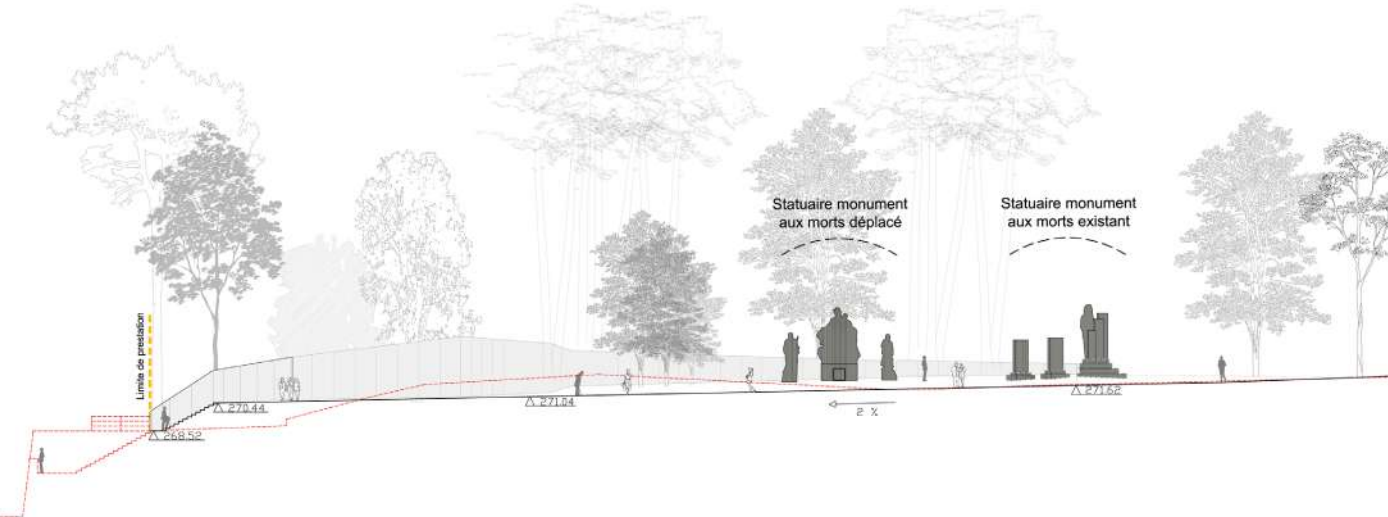 Statuaire monument
aux morts déplacé
Statuaire monument
aux morts existant
Limite de prestation
270.44
268.52
271.04
2 %
271.62